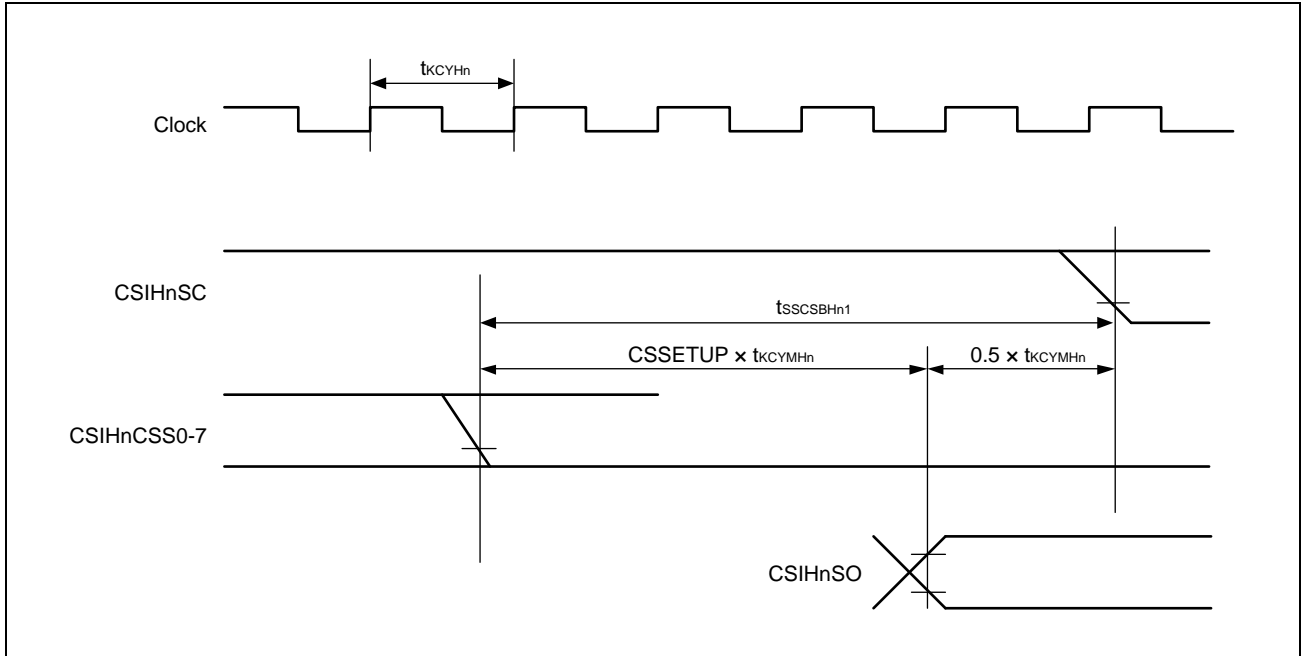 tKCYHn
Clock
CSIHnSC
tSSCSBHn1
CSSETUP × tKCYMHn
0.5 × tKCYMHn
CSIHnCSS0-7
CSIHnSO